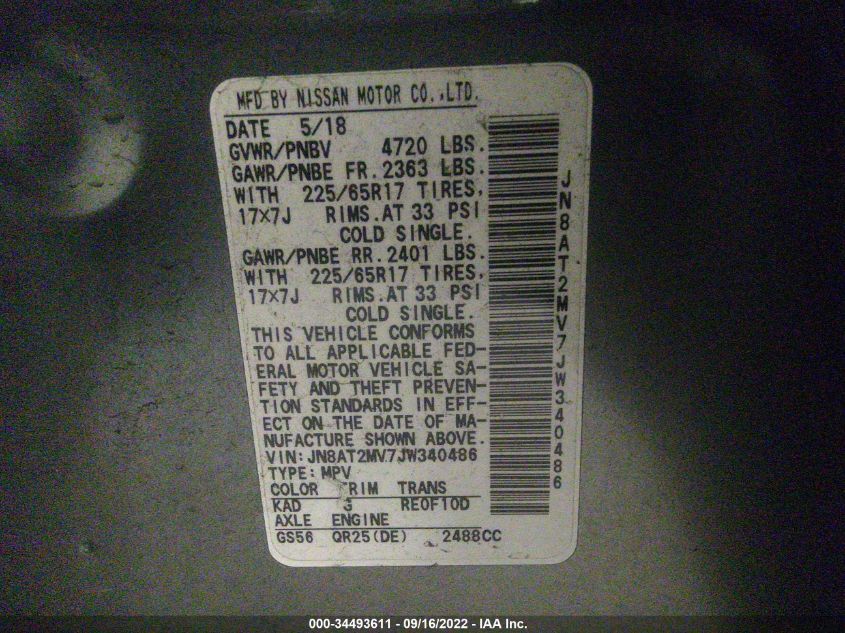 MFD BY NISSAN MOTOR CO.,LTD.
DATE 5/18
GVWR/PNBV 4720 LBS.
GAWR/PNBE FR. 2363 LBS.
WITH 225/65R17 TIRES,
17X7J RIMS. AT 33 PSI
COLD SINGLE.
GAWR/PNBE RR. 2401 LBS.
WITH 225/65R17 TIRES,
17X7J RIMS. AT 33 PSI
COLD SINGLE.
THIS VEHICLE CONFORMS
TO ALL APPLICABLE FED-
ERAL MOTOR VEHICLE SA-
FETY AND THEFT PREVEN-
TION STANDARDS IN EFF-
ECT ON THE DATE OF MA-
NUFACTURE SHOWN ABOVE.
VIN: JN8AT2MV7JW340486
TYPE: MPV
COLOR TRIM TRANS
KAD G RE0F10D
AXLE ENGINE
GS56 QR25(DE) 2488CC
JN8AT2MV7JW340486
000-34493611 - 09/16/2022 - IAA Inc.